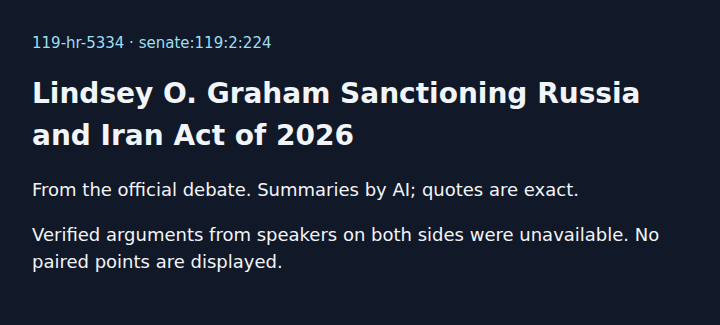 119-hr-5334 · senate:119:2:224
Lindsey O. Graham Sanctioning Russia
and Iran Act of 2026
From the official debate. Summaries by AI; quotes are exact.
Verified arguments from speakers on both sides were unavailable. No
paired points are displayed.